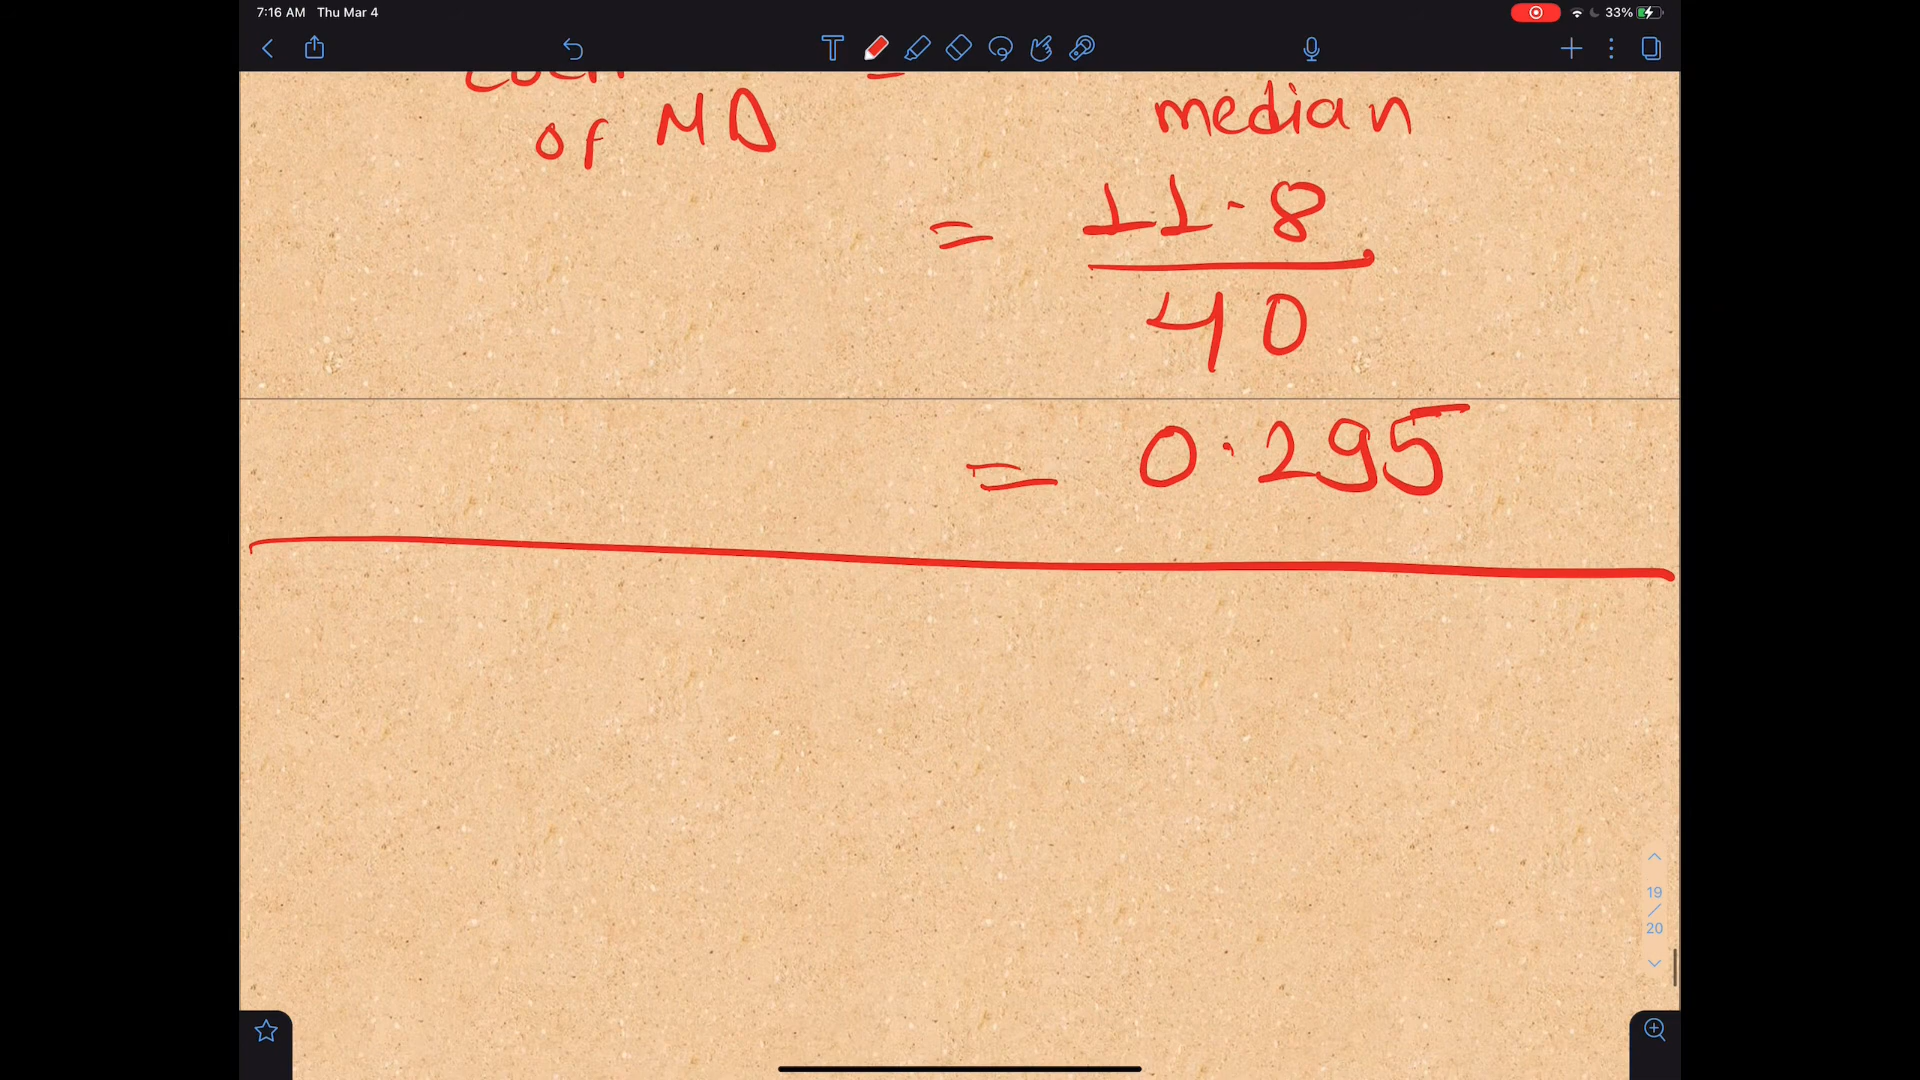 7:16 AM Thu Mar 4
33%
T
of MD
median
= 11.8
40
= 0.295
19
/
20